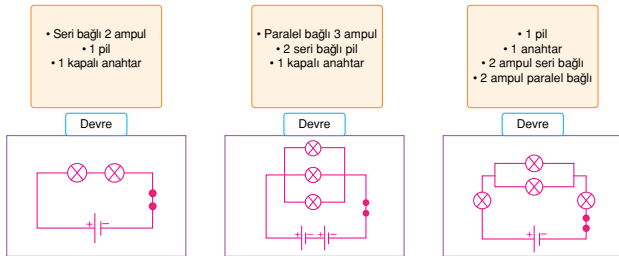 • Seri bağlı 2 ampul
• 1 pil
• 1 kapalı anahtar
Devre
+ −
• Paralel bağlı 3 ampul
• 2 seri bağlı pil
• 1 kapalı anahtar
Devre
+ − + −
• 1 pil
• 1 anahtar
• 2 ampul seri bağlı
• 2 ampul paralel bağlı
Devre
+ −